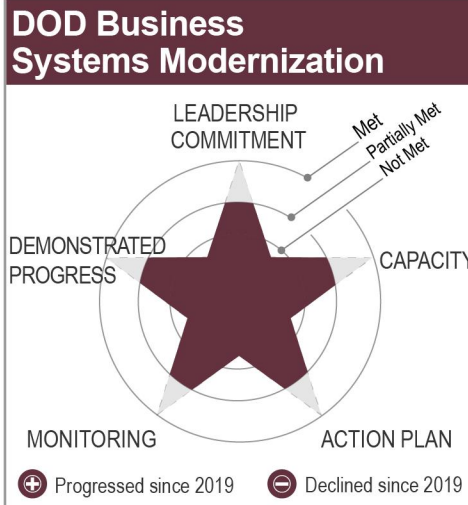 DOD Business
Systems Modernization
LEADERSHIP
COMMITMENT
Met
Partially Met
Not Met
DEMONSTRATED
PROGRESS
CAPACITY
MONITORING
ACTION PLAN
Progressed since 2019
Declined since 2019